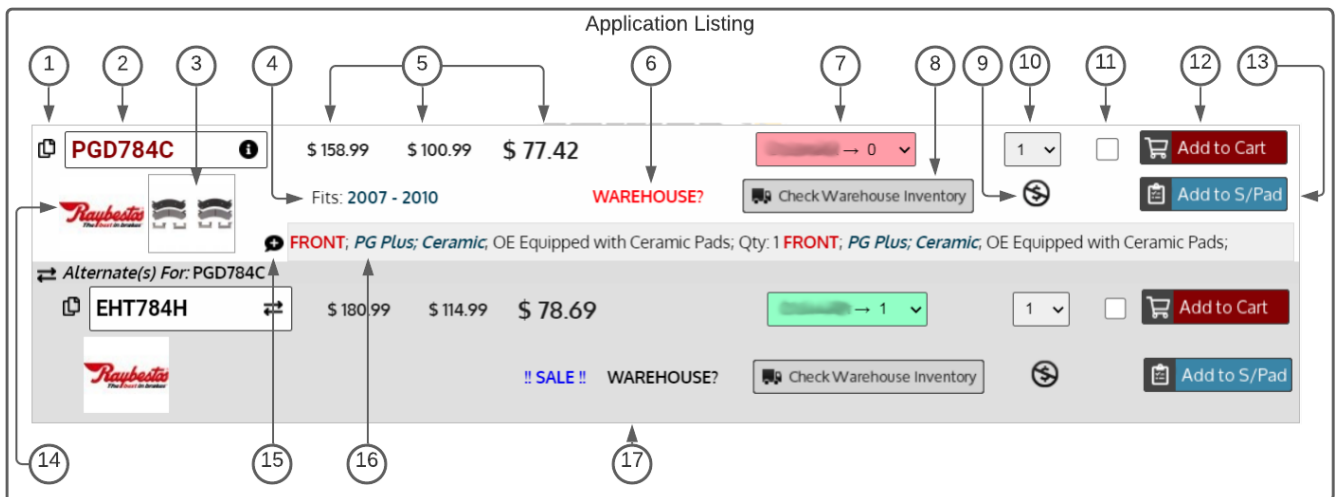 Application Listing
1 2 3 4 5 6 7 8 9 10 11 12 13
PGD784C $ 158.99 $ 100.99 $ 77.42 → 0 1 Add to Cart
Raybestos Fits: 2007 - 2010 WAREHOUSE? Check Warehouse Inventory Add to S/Pad
The best in brakes
FRONT; PG Plus; Ceramic; OE Equipped with Ceramic Pads; Qty: 1 FRONT; PG Plus; Ceramic; OE Equipped with Ceramic Pads;
Alternate(s) For: PGD784C
EHT784H $ 180.99 $ 114.99 $ 78.69 → 1 1 Add to Cart
Raybestos !! SALE !! WAREHOUSE? Check Warehouse Inventory Add to S/Pad
The best in brakes
14 15 16 17